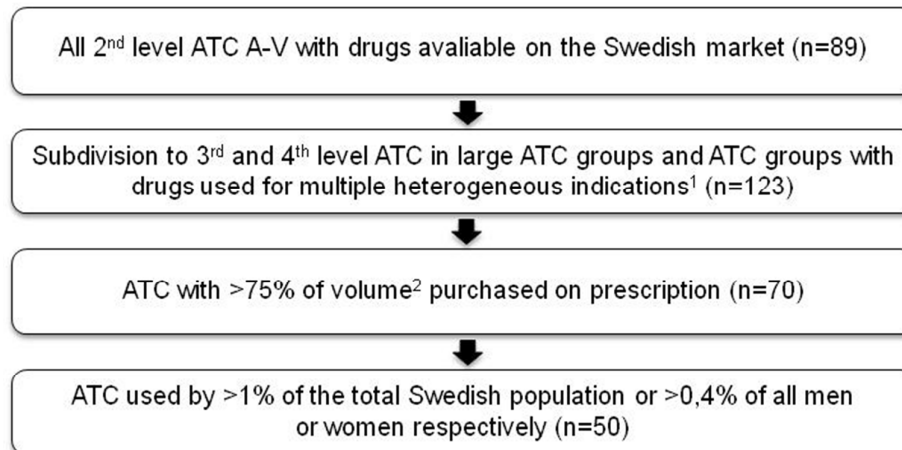 All 2nd level ATC A-V with drugs avaliable on the Swedish market (n=89)
Subdivision to 3rd and 4th level ATC in large ATC groups and ATC groups with
drugs used for multiple heterogeneous indications1 (n=123)
ATC with >75% of volume2 purchased on prescription (n=70)
ATC used by >1% of the total Swedish population or >0,4% of all men
or women respectively (n=50)